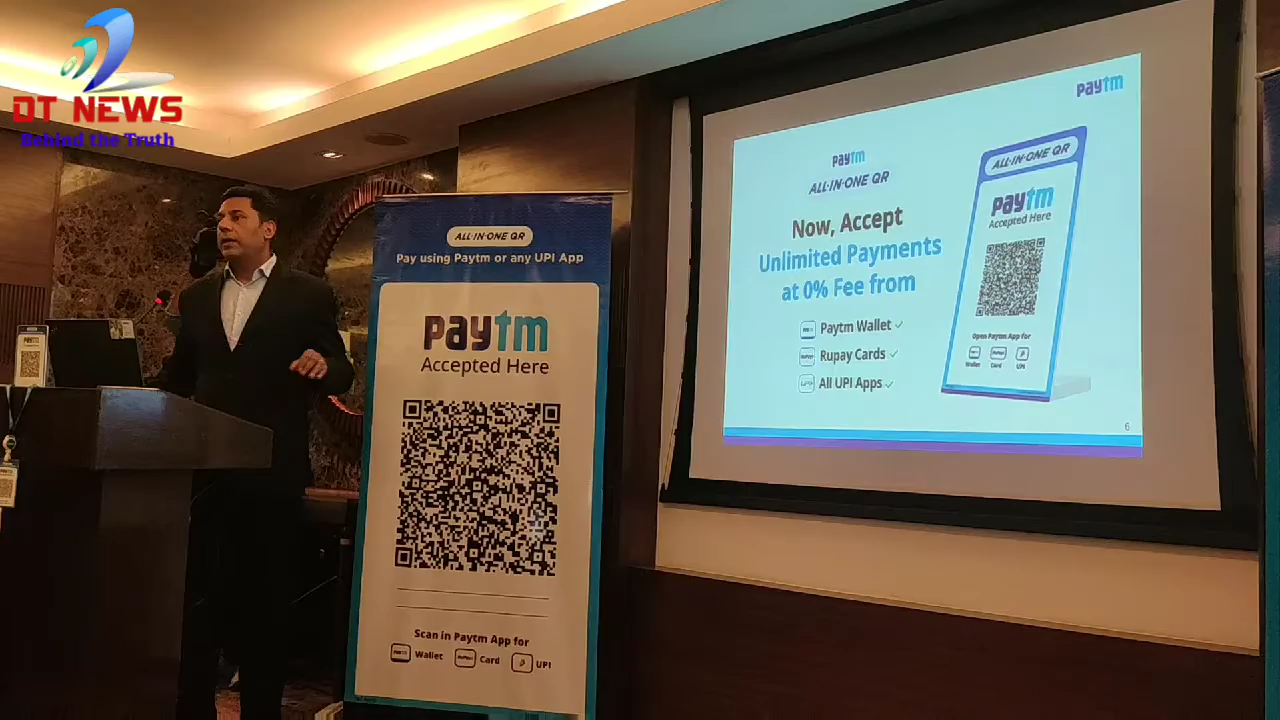 DT NEWS
Behind the Truth
ALL-IN-ONE QR
Pay using Paytm or any UPI App
paytm
Accepted Here
Scan in Paytm App for
Wallet
Card
UPI
paytm
paytm
ALL-IN-ONE QR
Now, Accept
Unlimited Payments
at 0% Fee from
Paytm Wallet
Rupay Cards
All UPI Apps
ALL-IN-ONE QR
paytm
Accepted Here
Open Paytm App for
Wallet
Card
UPI
6